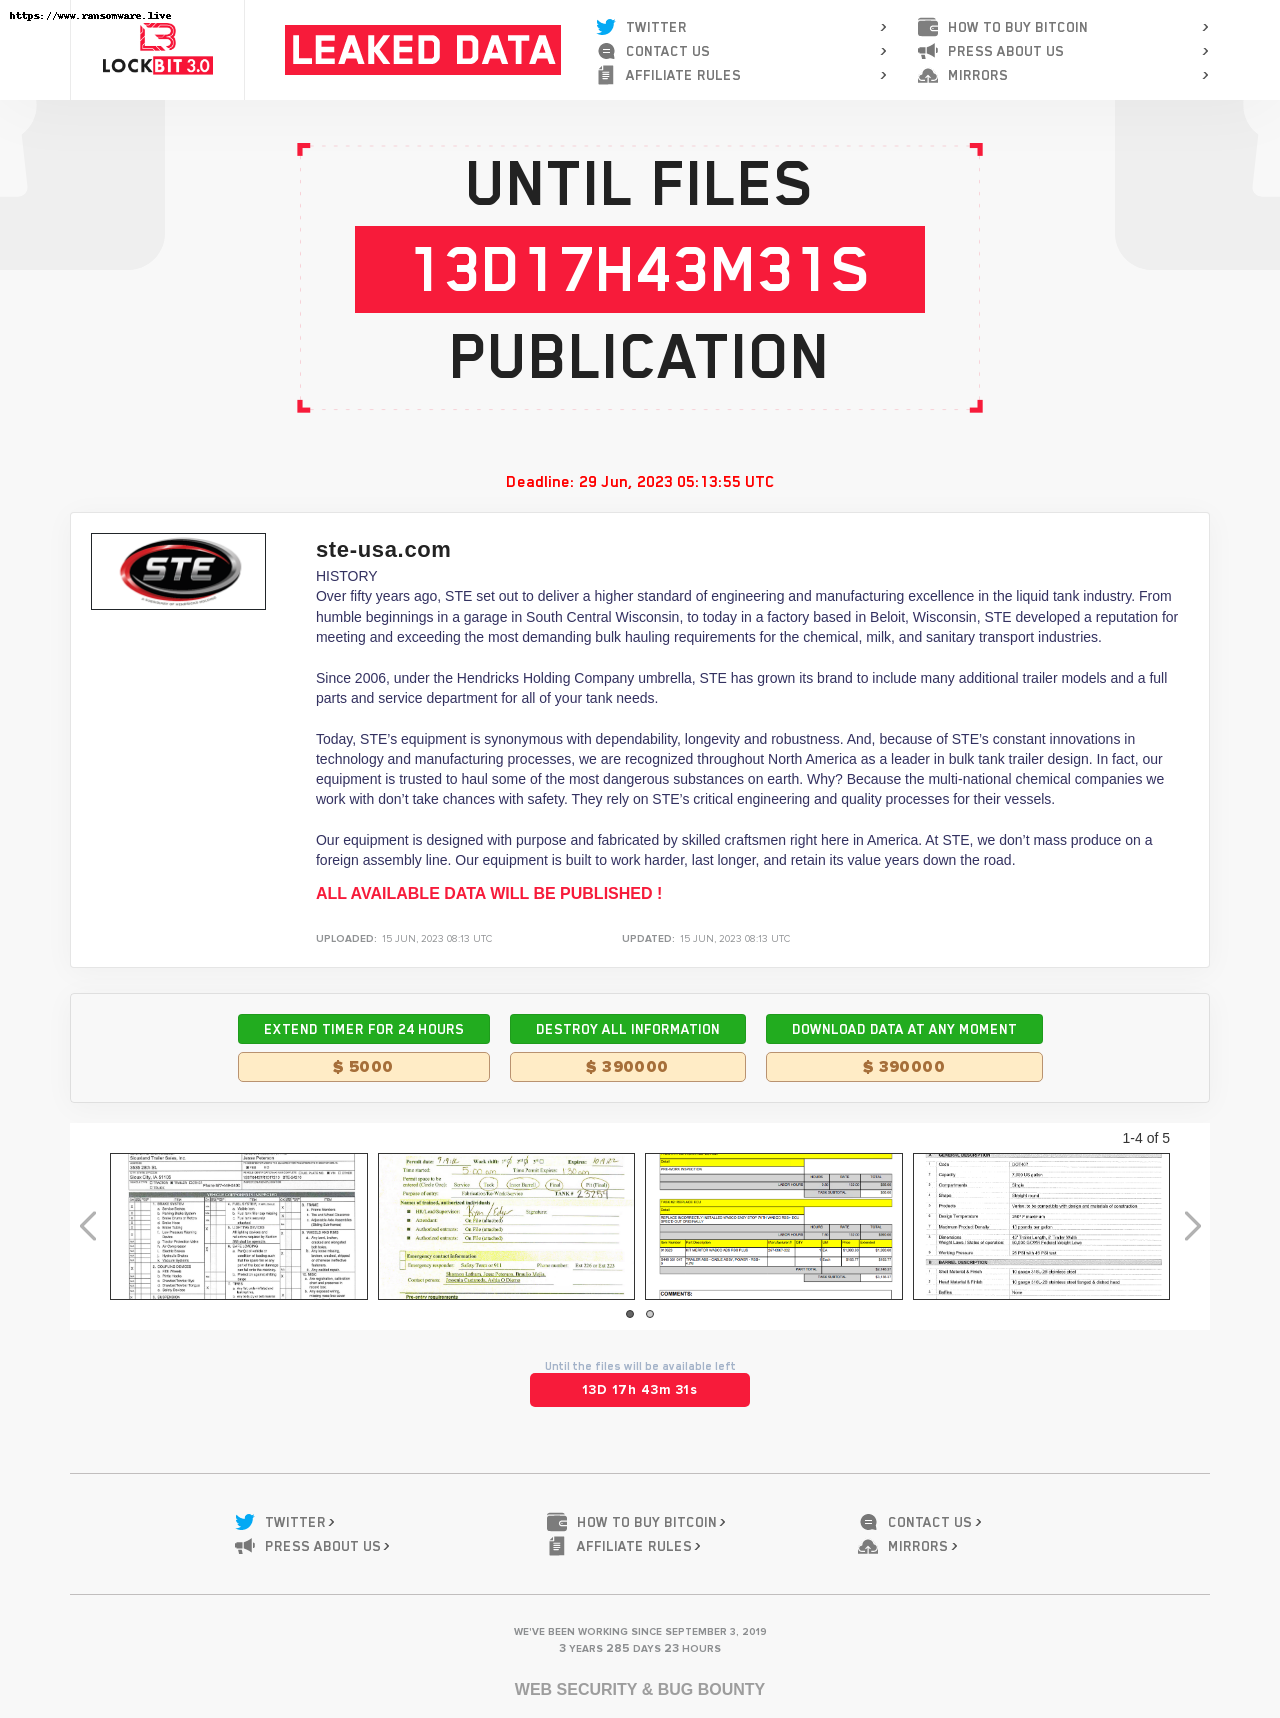 https://www.ransomware.live
LOCKBIT 3.0
LEAKED DATA
TWITTER
CONTACT US
AFFILIATE RULES
HOW TO BUY BITCOIN
PRESS ABOUT US
MIRRORS
UNTIL FILES
13D17H43M31S
PUBLICATION
Deadline: 29 Jun, 2023 05:13:55 UTC
STE
ste-usa.com
HISTORY
Over fifty years ago, STE set out to deliver a higher standard of engineering and manufacturing excellence in the liquid tank industry. From
humble beginnings in a garage in South Central Wisconsin, to today in a factory based in Beloit, Wisconsin, STE developed a reputation for
meeting and exceeding the most demanding bulk hauling requirements for the chemical, milk, and sanitary transport industries.
Since 2006, under the Hendricks Holding Company umbrella, STE has grown its brand to include many additional trailer models and a full
parts and service department for all of your tank needs.
Today, STE’s equipment is synonymous with dependability, longevity and robustness. And, because of STE’s constant innovations in
technology and manufacturing processes, we are recognized throughout North America as a leader in bulk tank trailer design. In fact, our
equipment is trusted to haul some of the most dangerous substances on earth. Why? Because the multi-national chemical companies we
work with don’t take chances with safety. They rely on STE’s critical engineering and quality processes for their vessels.
Our equipment is designed with purpose and fabricated by skilled craftsmen right here in America. At STE, we don’t mass produce on a
foreign assembly line. Our equipment is built to work harder, last longer, and retain its value years down the road.
ALL AVAILABLE DATA WILL BE PUBLISHED !
UPLOADED: 15 JUN, 2023 08:13 UTC
UPDATED: 15 JUN, 2023 08:13 UTC
EXTEND TIMER FOR 24 HOURS
$ 5000
DESTROY ALL INFORMATION
$ 390000
DOWNLOAD DATA AT ANY MOMENT
$ 390000
1-4 of 5
COMMENTS:
Until the files will be available left
13D 17h 43m 31s
TWITTER
PRESS ABOUT US
HOW TO BUY BITCOIN
AFFILIATE RULES
CONTACT US
MIRRORS
WE'VE BEEN WORKING SINCE SEPTEMBER 3, 2019
3 YEARS 285 DAYS 23 HOURS
WEB SECURITY & BUG BOUNTY